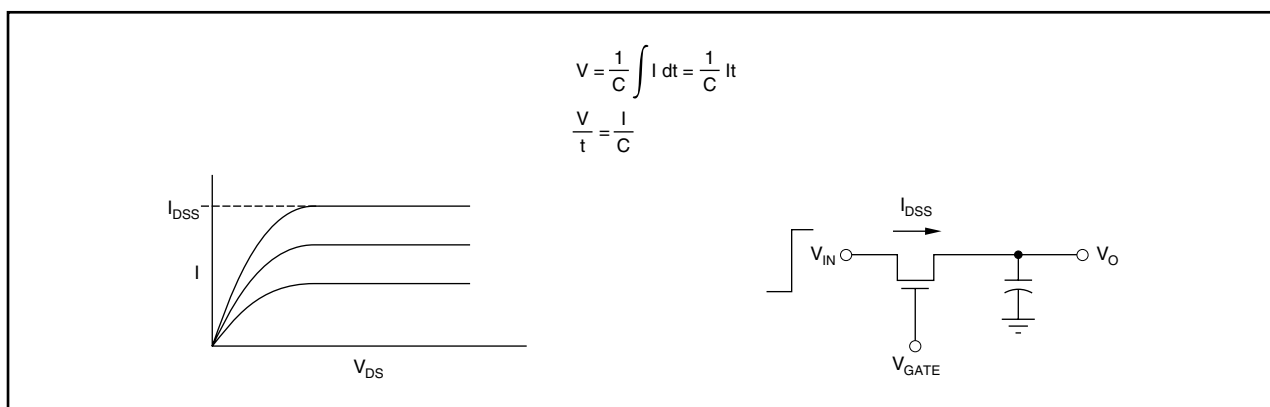 V = 1/C ∫ I dt = 1/C It
V/t = I/C
I_DSS
I
V_DS
I_DSS
V_IN
V_O
V_GATE